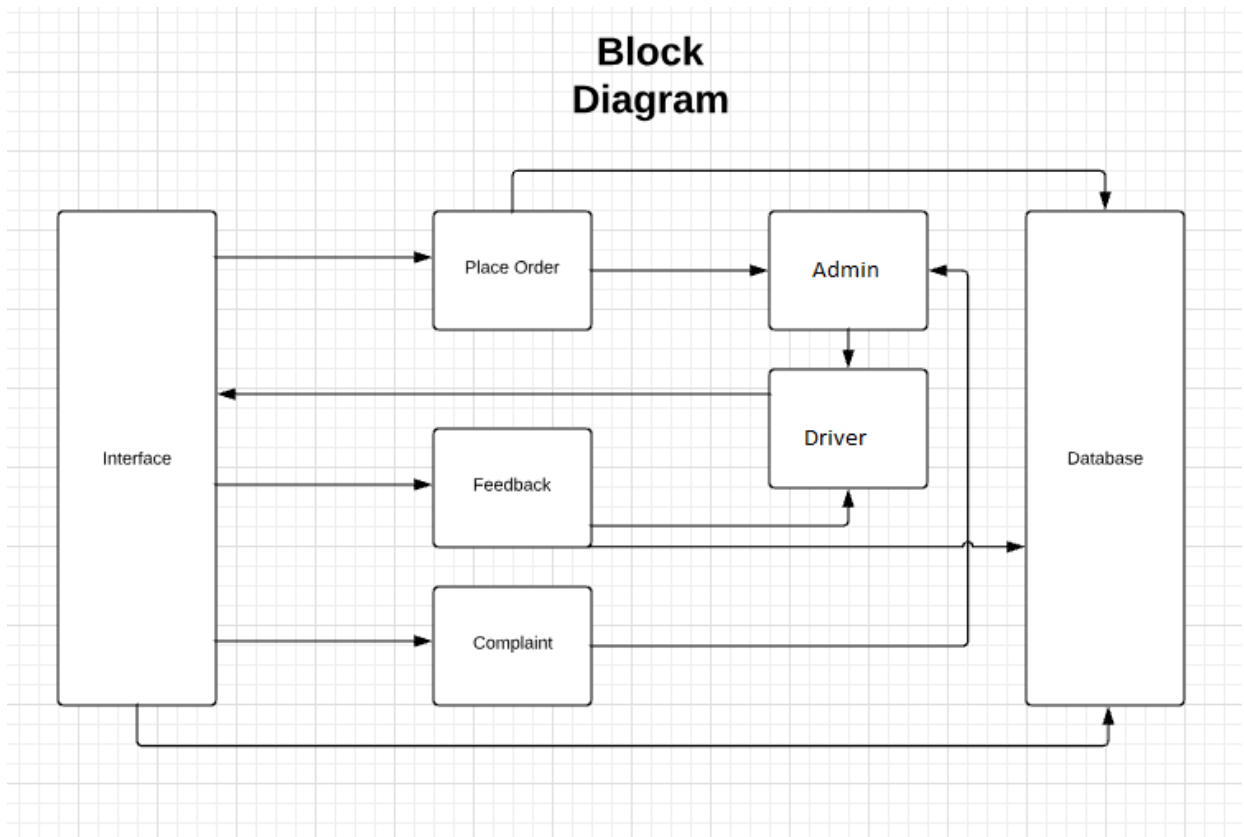 Block
Diagram
Place Order
Admin
Interface
Driver
Database
Feedback
Complaint